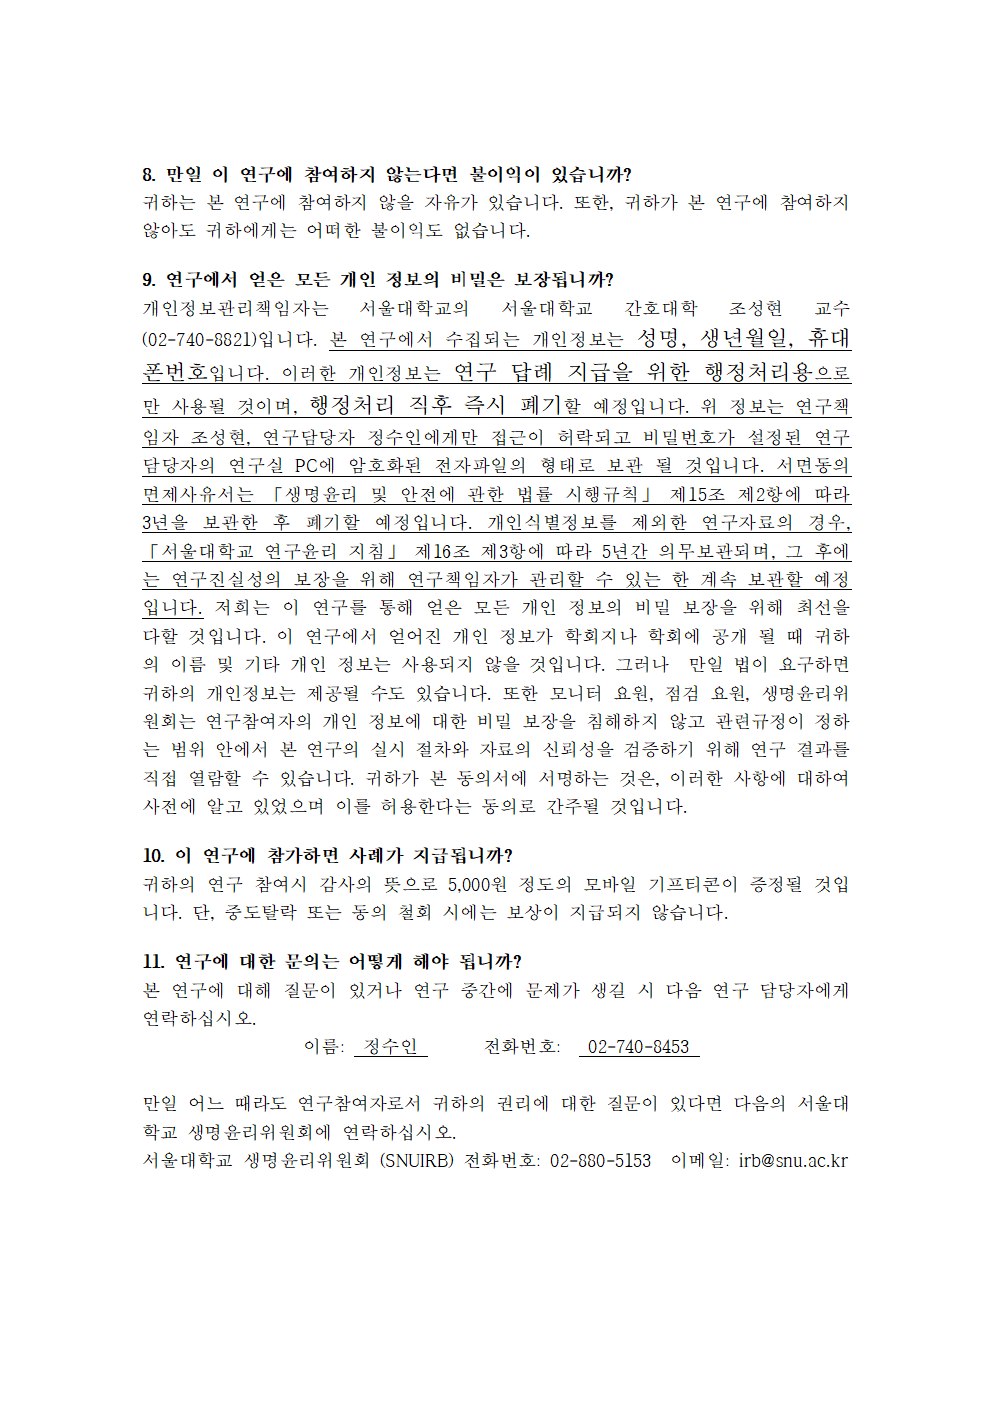 8. 만일 이 연구에 참여하지 않는다면 불이익이 있습니까?
귀하는 본 연구에 참여하지 않을 자유가 있습니다. 또한, 귀하가 본 연구에 참여하지
않아도 귀하에게는 어떠한 불이익도 없습니다.
9. 연구에서 얻은 모든 개인 정보의 비밀은 보장됩니까?
개인정보관리책임자는 서울대학교의 서울대학교 간호대학 조성현 교수
(02-740-8821)입니다. 본 연구에서 수집되는 개인정보는 성명, 생년월일, 휴대
폰번호입니다. 이러한 개인정보는 연구 답례 지급을 위한 행정처리용으로
만 사용될 것이며, 행정처리 직후 즉시 폐기할 예정입니다. 위 정보는 연구책
임자 조성현, 연구담당자 정수인에게만 접근이 허락되고 비밀번호가 설정된 연구
담당자의 연구실 PC에 암호화된 전자파일의 형태로 보관 될 것입니다. 서면동의
면제사유서는 「생명윤리 및 안전에 관한 법률 시행규칙」 제15조 제2항에 따라
3년을 보관한 후 폐기할 예정입니다. 개인식별정보를 제외한 연구자료의 경우,
「서울대학교 연구윤리 지침」 제16조 제3항에 따라 5년간 의무보관되며, 그 후에
는 연구진실성의 보장을 위해 연구책임자가 관리할 수 있는 한 계속 보관할 예정
입니다. 저희는 이 연구를 통해 얻은 모든 개인 정보의 비밀 보장을 위해 최선을
다할 것입니다. 이 연구에서 얻어진 개인 정보가 학회지나 학회에 공개 될 때 귀하
의 이름 및 기타 개인 정보는 사용되지 않을 것입니다. 그러나 만일 법이 요구하면
귀하의 개인정보는 제공될 수도 있습니다. 또한 모니터 요원, 점검 요원, 생명윤리위
원회는 연구참여자의 개인 정보에 대한 비밀 보장을 침해하지 않고 관련규정이 정하
는 범위 안에서 본 연구의 실시 절차와 자료의 신뢰성을 검증하기 위해 연구 결과를
직접 열람할 수 있습니다. 귀하가 본 동의서에 서명하는 것은, 이러한 사항에 대하여
사전에 알고 있었으며 이를 허용한다는 동의로 간주될 것입니다.
10. 이 연구에 참가하면 사례가 지급됩니까?
귀하의 연구 참여시 감사의 뜻으로 5,000원 정도의 모바일 기프티콘이 증정될 것입
니다. 단, 중도탈락 또는 동의 철회 시에는 보상이 지급되지 않습니다.
11. 연구에 대한 문의는 어떻게 해야 됩니까?
본 연구에 대해 질문이 있거나 연구 중간에 문제가 생길 시 다음 연구 담당자에게
연락하십시오.
이름: 정수인 전화번호: 02-740-8453
만일 어느 때라도 연구참여자로서 귀하의 권리에 대한 질문이 있다면 다음의 서울대
학교 생명윤리위원회에 연락하십시오.
서울대학교 생명윤리위원회 (SNUIRB) 전화번호: 02-880-5153 이메일: irb@snu.ac.kr